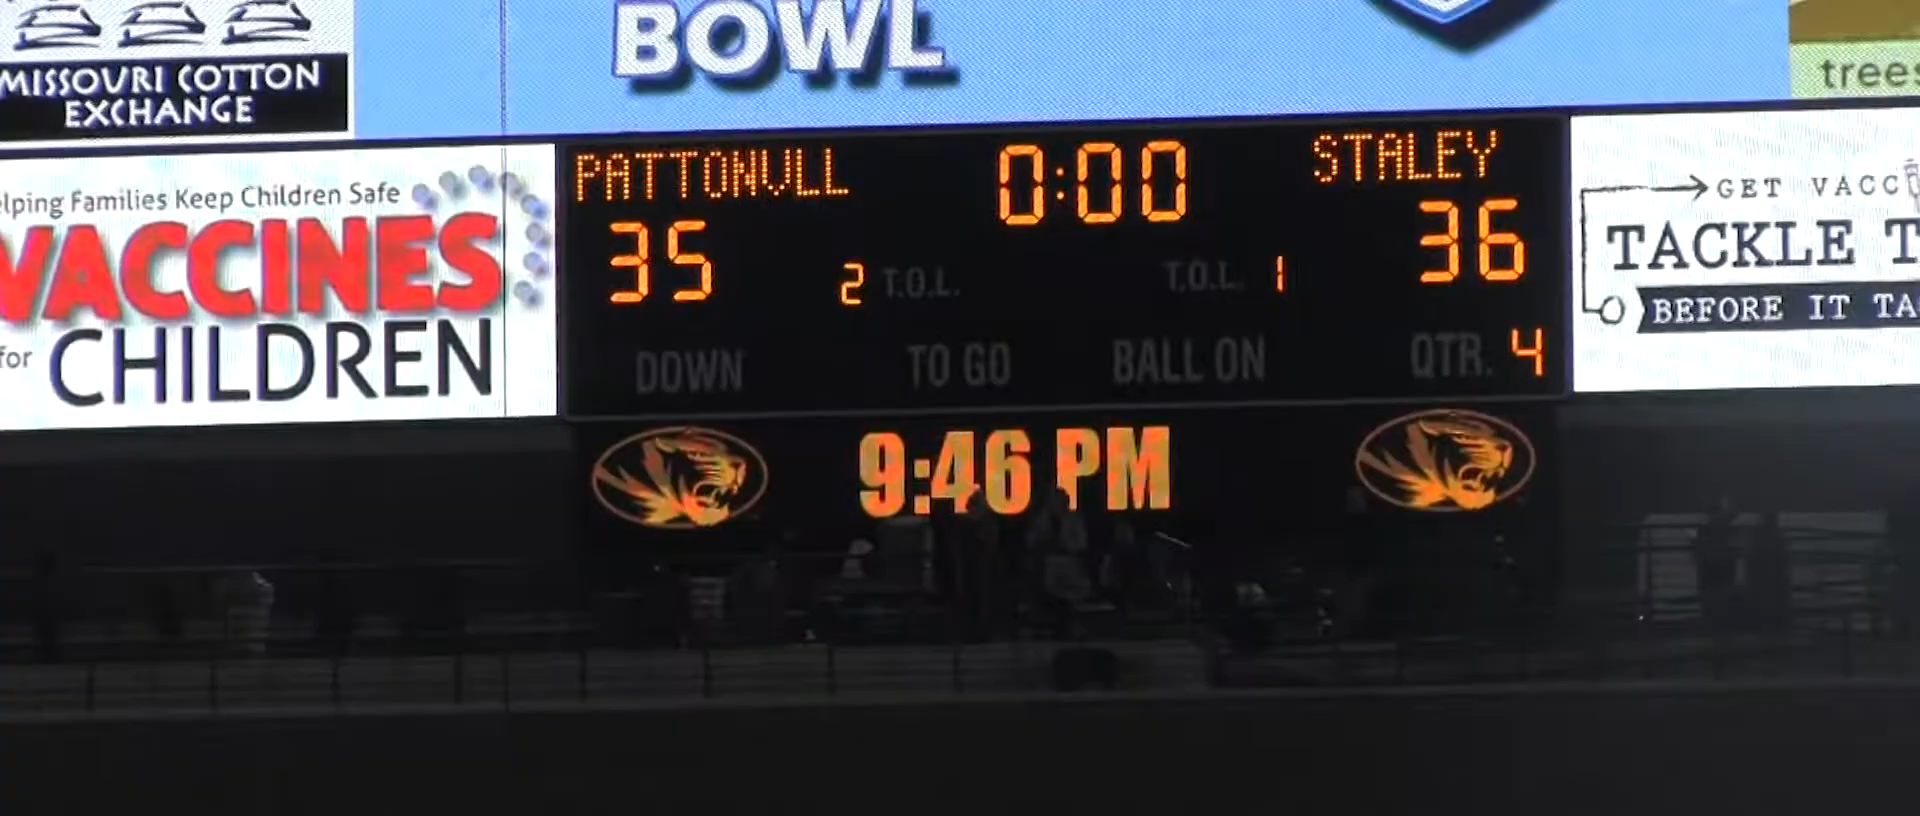 BOWL
MISSOURI COTTON
EXCHANGE
trees
Families Keep Children Safe
VACCINES
for CHILDREN
PATTONVLL
0:00
STALEY
35
2 T.O.L.
T.O.L. 1
36
DOWN
TO GO
BALL ON
QTR. 4
GET VACC
TACKLE T
BEFORE IT TA
9:46 PM